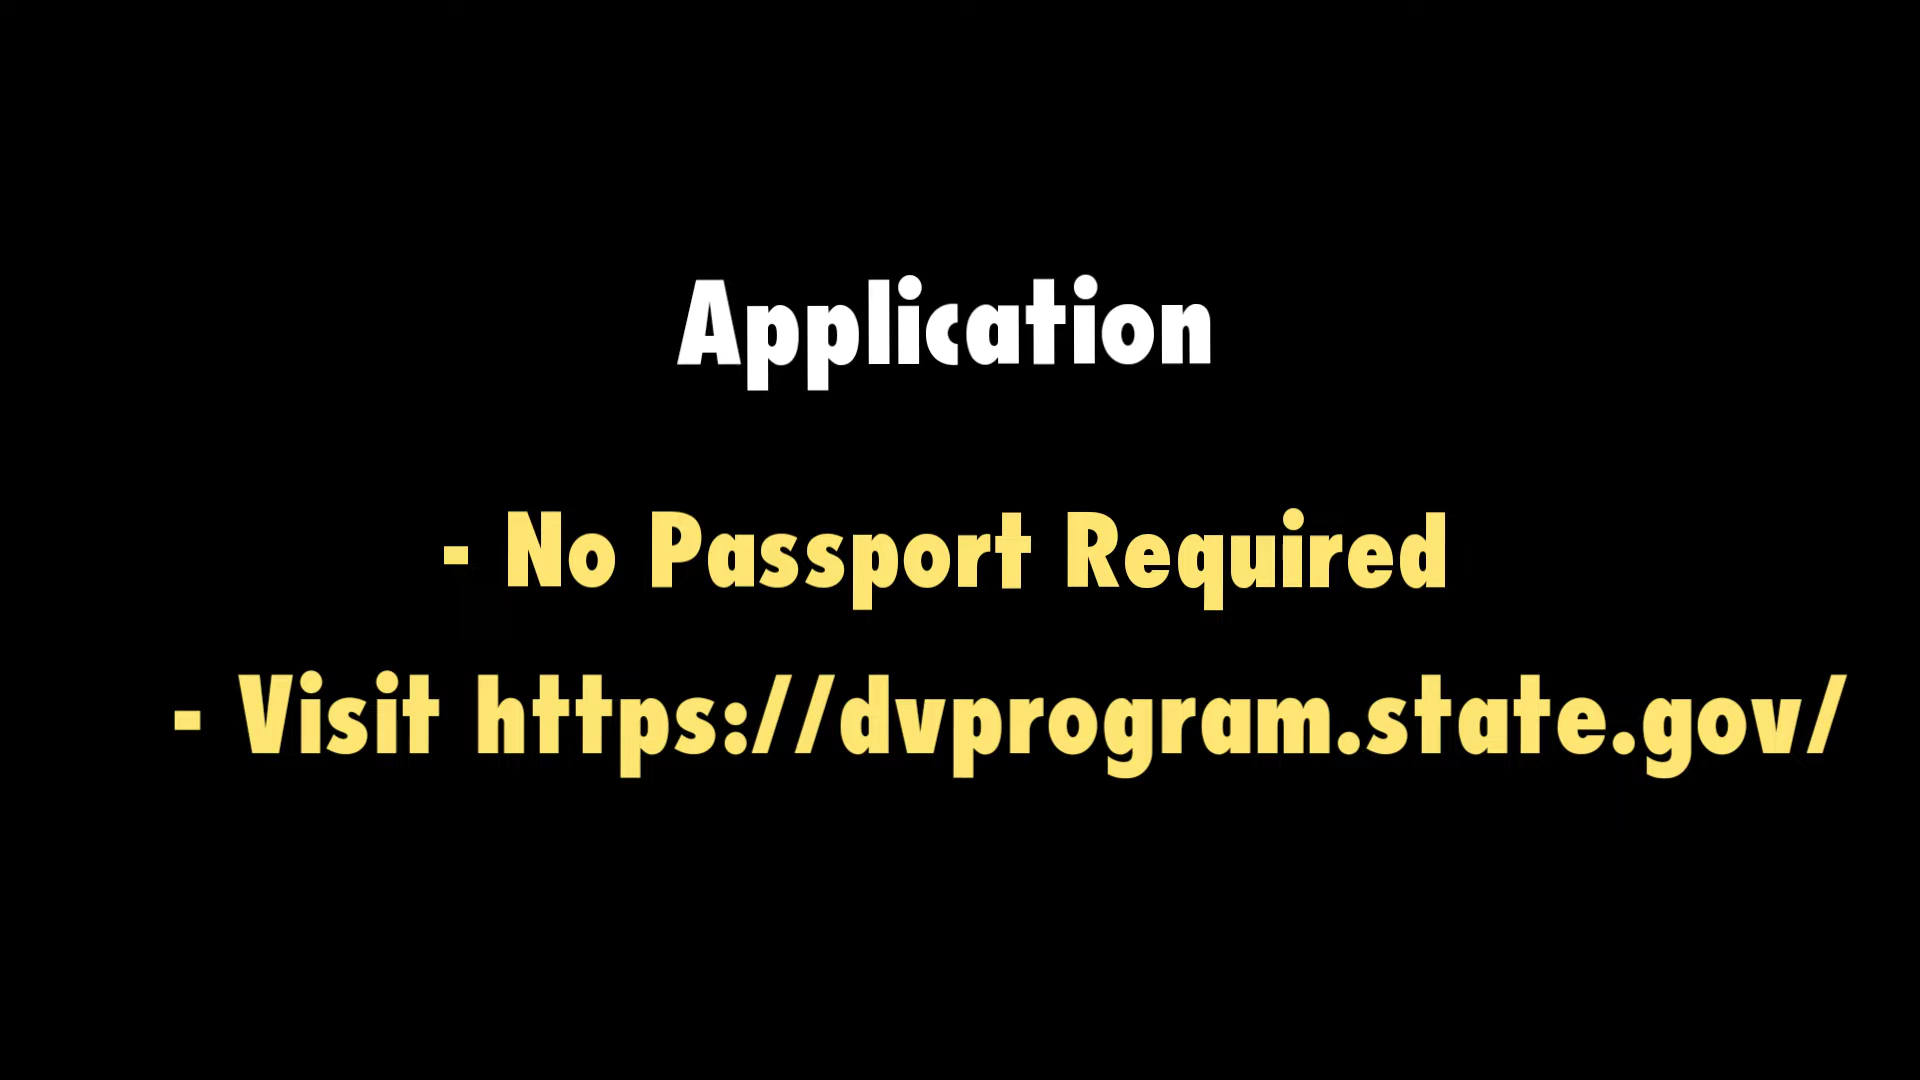 Application
- No Passport Required
- Visit https://dvprogram.state.gov/